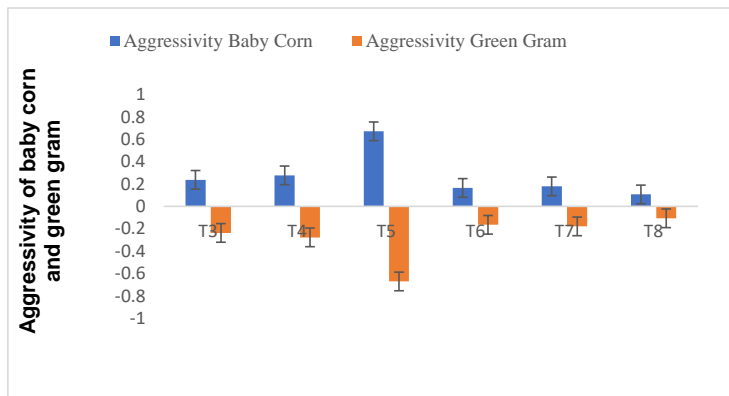 Aggressivity Baby Corn Aggressivity Green Gram
Aggressivity of baby corn
and green gram
1
0.8
0.6
0.4
0.2
0
-0.2
-0.4
-0.6
-0.8
-1
T3 T4 T5 T6 T7 T8